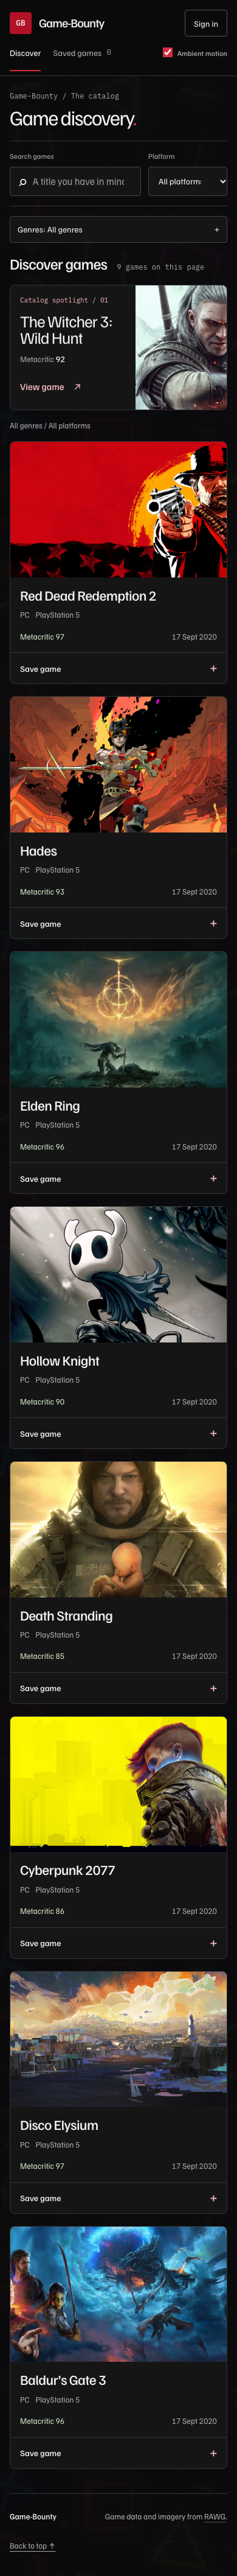 GB Game-Bounty Sign in
Discover Saved games 0 Ambient motion
Game-Bounty / The catalog
Game discovery.
Search games Platform
A title you have in mind All platforms
Genres: All genres +
Discover games 9 games on this page
Catalog spotlight / 01
The Witcher 3:
Wild Hunt
Metacritic 92
View game ↗
All genres / All platforms
Red Dead Redemption 2
PC PlayStation 5
Metacritic 97 17 Sept 2020
Save game +
Hades
PC PlayStation 5
Metacritic 93 17 Sept 2020
Save game +
Elden Ring
PC PlayStation 5
Metacritic 96 17 Sept 2020
Save game +
Hollow Knight
PC PlayStation 5
Metacritic 90 17 Sept 2020
Save game +
Death Stranding
PC PlayStation 5
Metacritic 85 17 Sept 2020
Save game +
Cyberpunk 2077
PC PlayStation 5
Metacritic 86 17 Sept 2020
Save game +
Disco Elysium
PC PlayStation 5
Metacritic 97 17 Sept 2020
Save game +
Baldur's Gate 3
PC PlayStation 5
Metacritic 96 17 Sept 2020
Save game +
Game-Bounty Game data and imagery from RAWG.
Back to top ↑